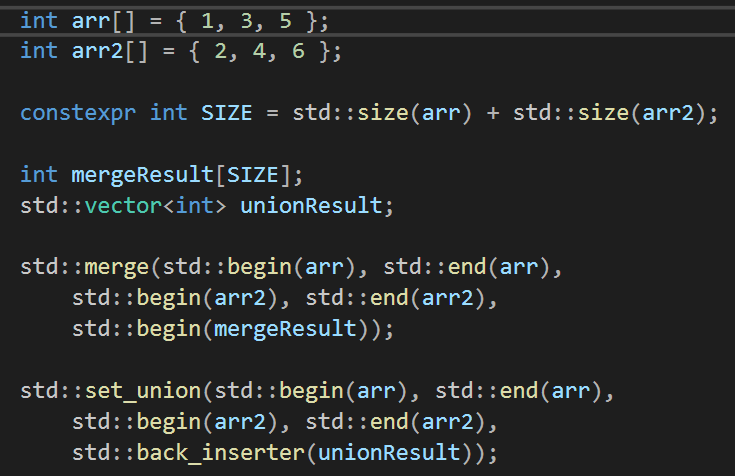 int arr[] = { 1, 3, 5 };
int arr2[] = { 2, 4, 6 };
constexpr int SIZE = std::size(arr) + std::size(arr2);
int mergeResult[SIZE];
std::vector<int> unionResult;
std::merge(std::begin(arr), std::end(arr),
    std::begin(arr2), std::end(arr2),
    std::begin(mergeResult));
std::set_union(std::begin(arr), std::end(arr),
    std::begin(arr2), std::end(arr2),
    std::back_inserter(unionResult));